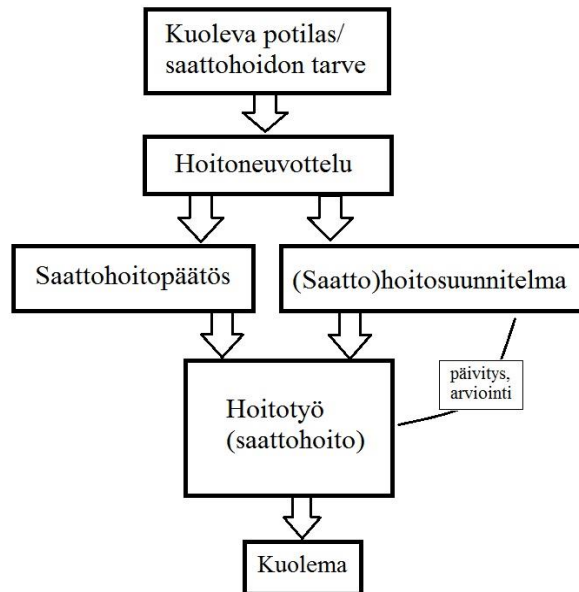 Kuoleva potilas/
saattohoidon tarve
Hoitoneuvottelu
Saattohoitopäätös
(Saatto)hoitosuunnitelma
päivitys,
arviointi
Hoitotyö
(saattohoito)
Kuolema